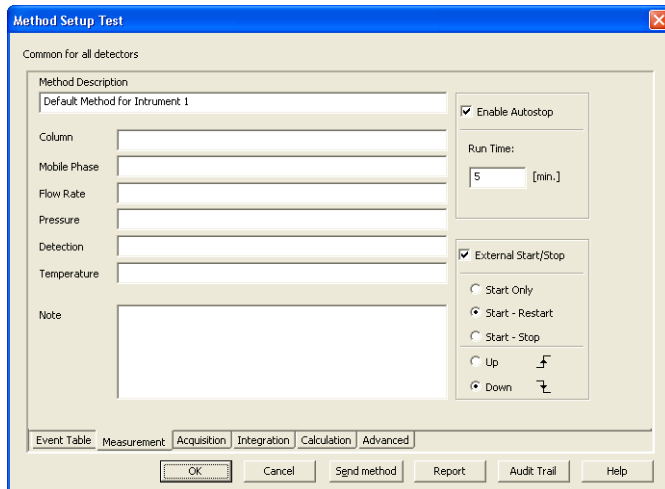 Method Setup Test
Common for all detectors
Method Description
Default Method for Intrument 1
Column
Mobile Phase
Flow Rate
Pressure
Detection
Temperature
Note
Enable Autostop
Run Time:
5 [min.]
External Start/Stop
Start Only
Start - Restart
Start - Stop
Up
Down
Event Table Measurement Acquisition Integration Calculation Advanced
OK Cancel Send method Report Audit Trail Help